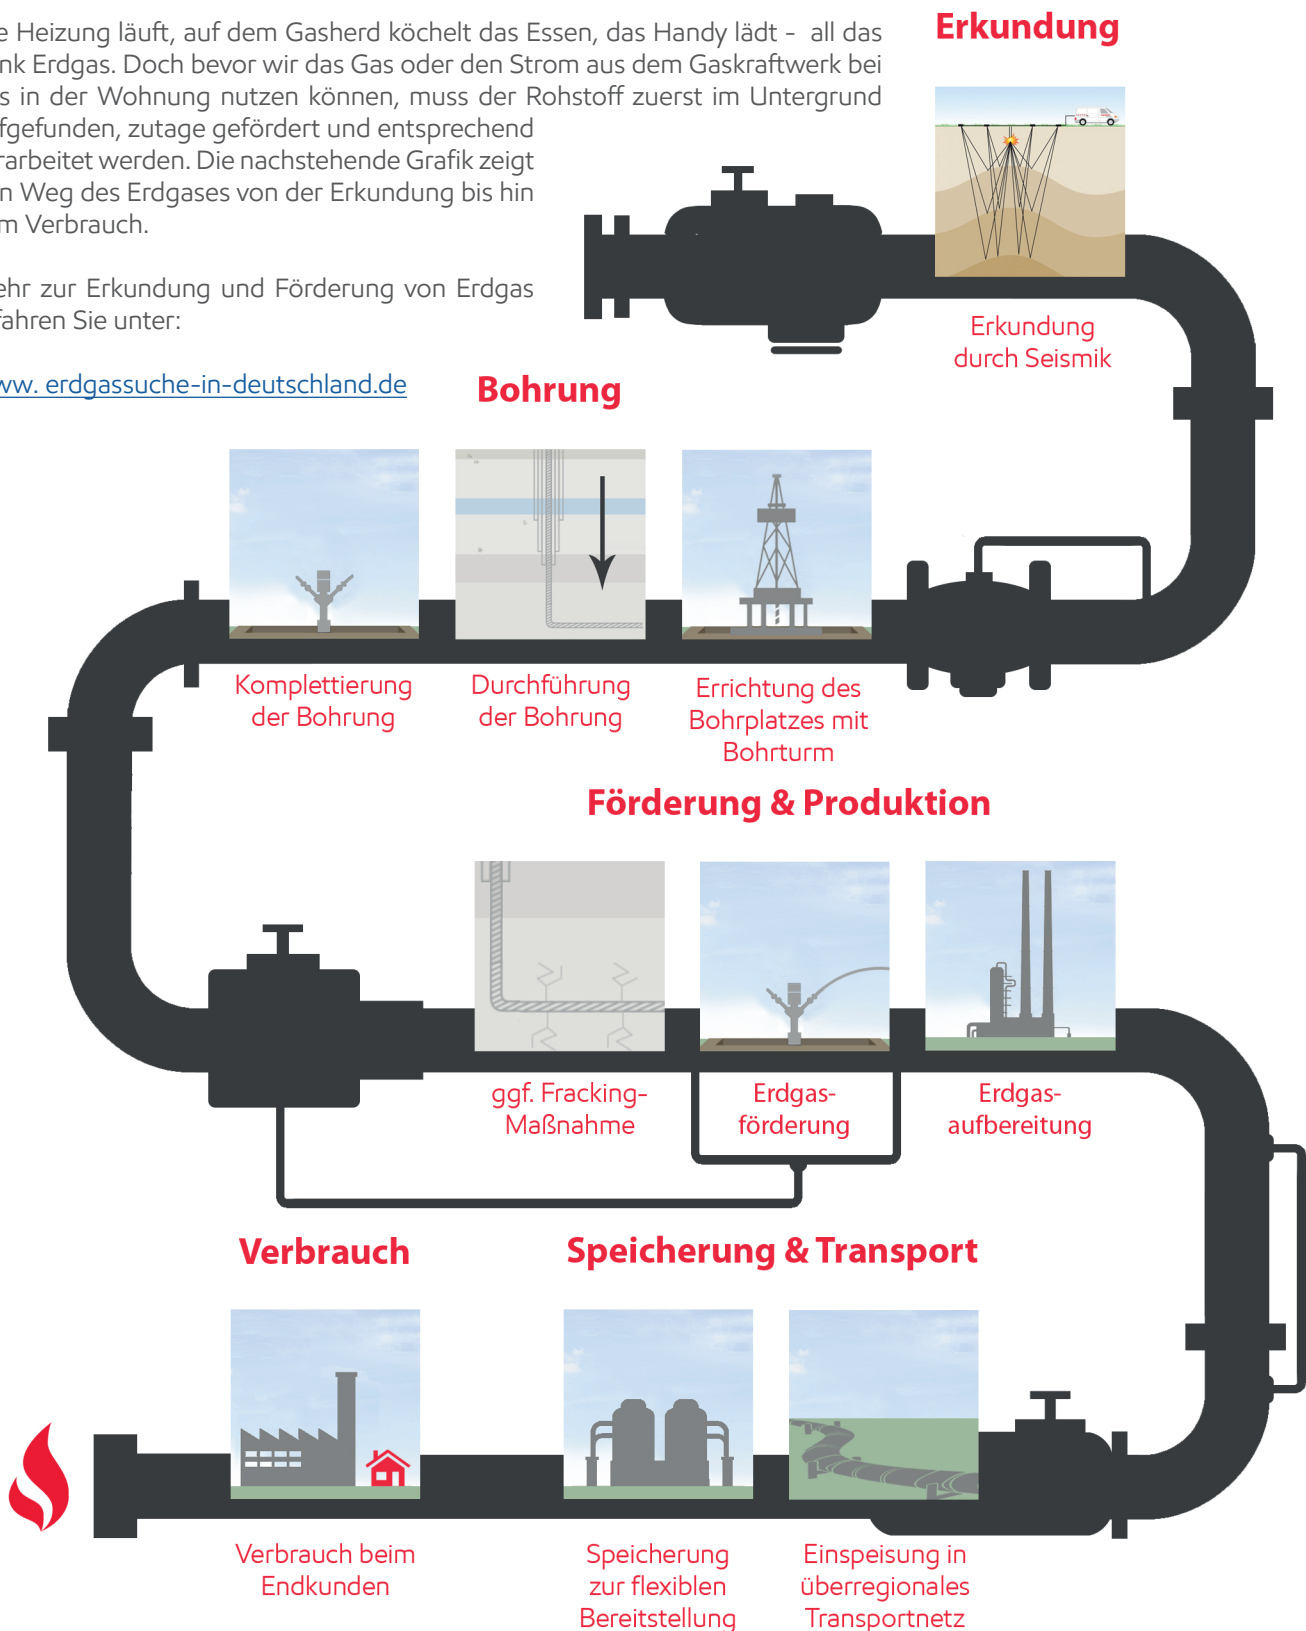 e Heizung läuft, auf dem Gasherd köchelt das Essen, das Handy lädt - all das
nk Erdgas. Doch bevor wir das Gas oder den Strom aus dem Gaskraftwerk bei
s in der Wohnung nutzen können, muss der Rohstoff zuerst im Untergrund
fgefunden, zutage gefördert und entsprechend
rarbeitet werden. Die nachstehende Grafik zeigt
n Weg des Erdgases von der Erkundung bis hin
m Verbrauch.
ehr zur Erkundung und Förderung von Erdgas
fahren Sie unter:
ww. erdgassuche-in-deutschland.de
Erkundung
Erkundung
durch Seismik
Bohrung
Komplettierung
der Bohrung
Durchführung
der Bohrung
Errichtung des
Bohrplatzes mit
Bohrturm
Förderung & Produktion
ggf. Fracking-
Maßnahme
Erdgas-
förderung
Erdgas-
aufbereitung
Verbrauch
Speicherung & Transport
Verbrauch beim
Endkunden
Speicherung
zur flexiblen
Bereitstellung
Einspeisung in
überregionales
Transportnetz